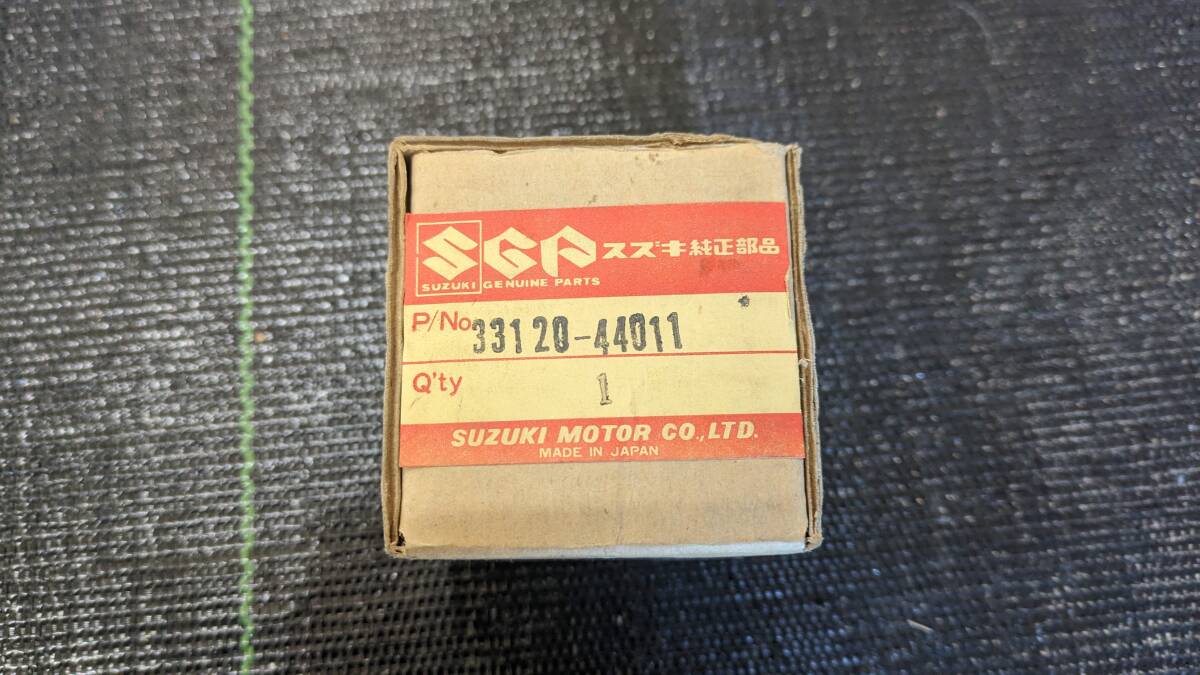 SGP スズキ純正部品
SUZUKI GENUINE PARTS
P/No. 33120-44011
Q'ty 1
SUZUKI MOTOR CO.,LTD.
MADE IN JAPAN